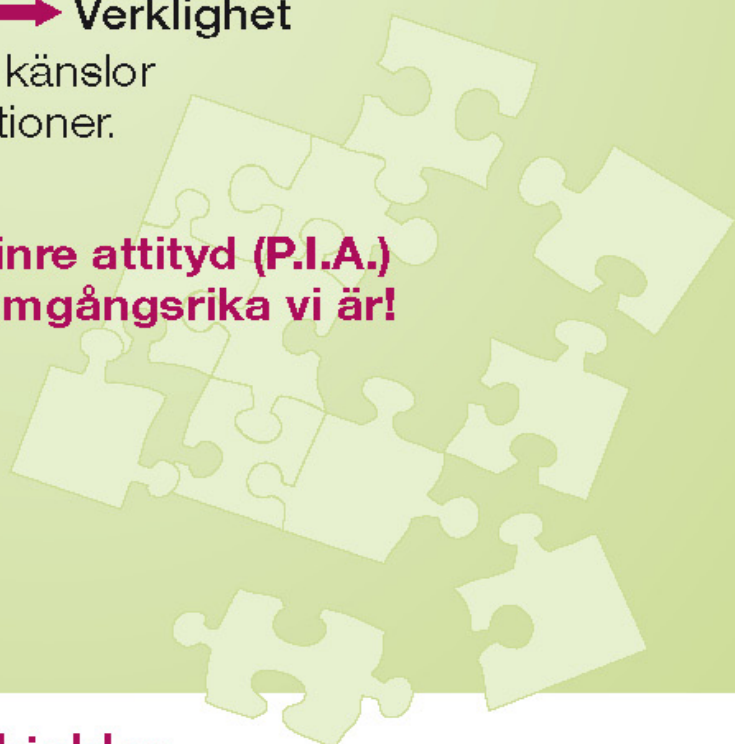 Verklighet
känslor
tioner.
inre attityd (P.I.A.)
mgångsrika vi är!